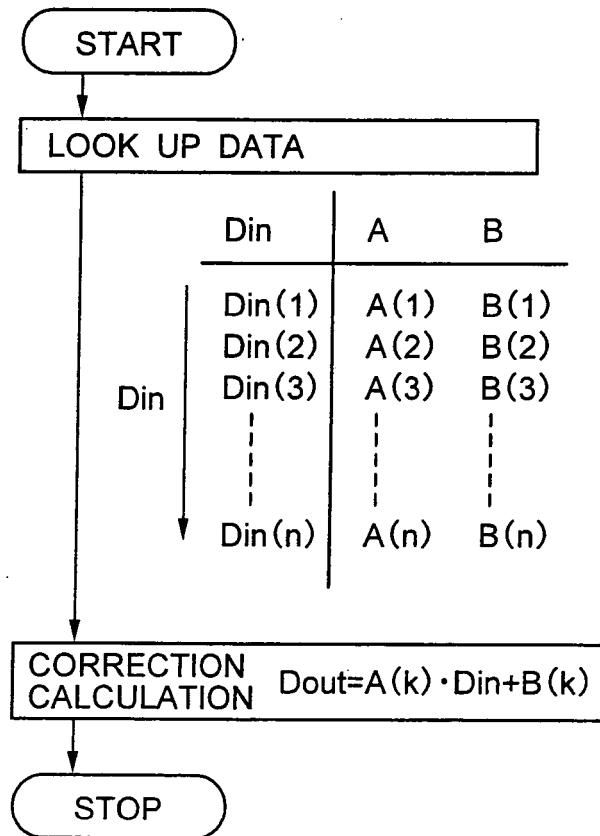 START
LOOK UP DATA
Din A B
Din(1) A(1) B(1)
Din(2) A(2) B(2)
Din(3) A(3) B(3)
Din
Din(n) A(n) B(n)
CORRECTION
CALCULATION Dout=A(k)·Din+B(k)
STOP